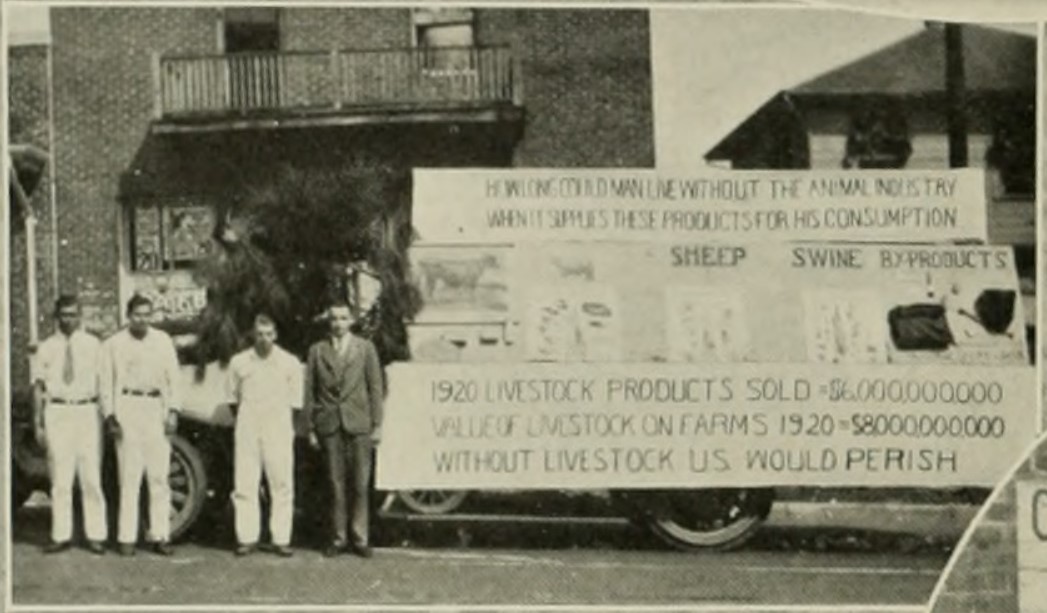 HOW LONG COULD MAN LIVE WITHOUT THE ANIMAL INDUSTRY
WHEN IT SUPPLIES THESE PRODUCTS FOR HIS CONSUMPTION
SHEEP SWINE BY-PRODUCTS
1920 LIVESTOCK PRODUCTS SOLD = $6,000,000,000
VALUE OF LIVESTOCK ON FARMS 1920 = $8000,000,000
WITHOUT LIVESTOCK U.S. WOULD PERISH